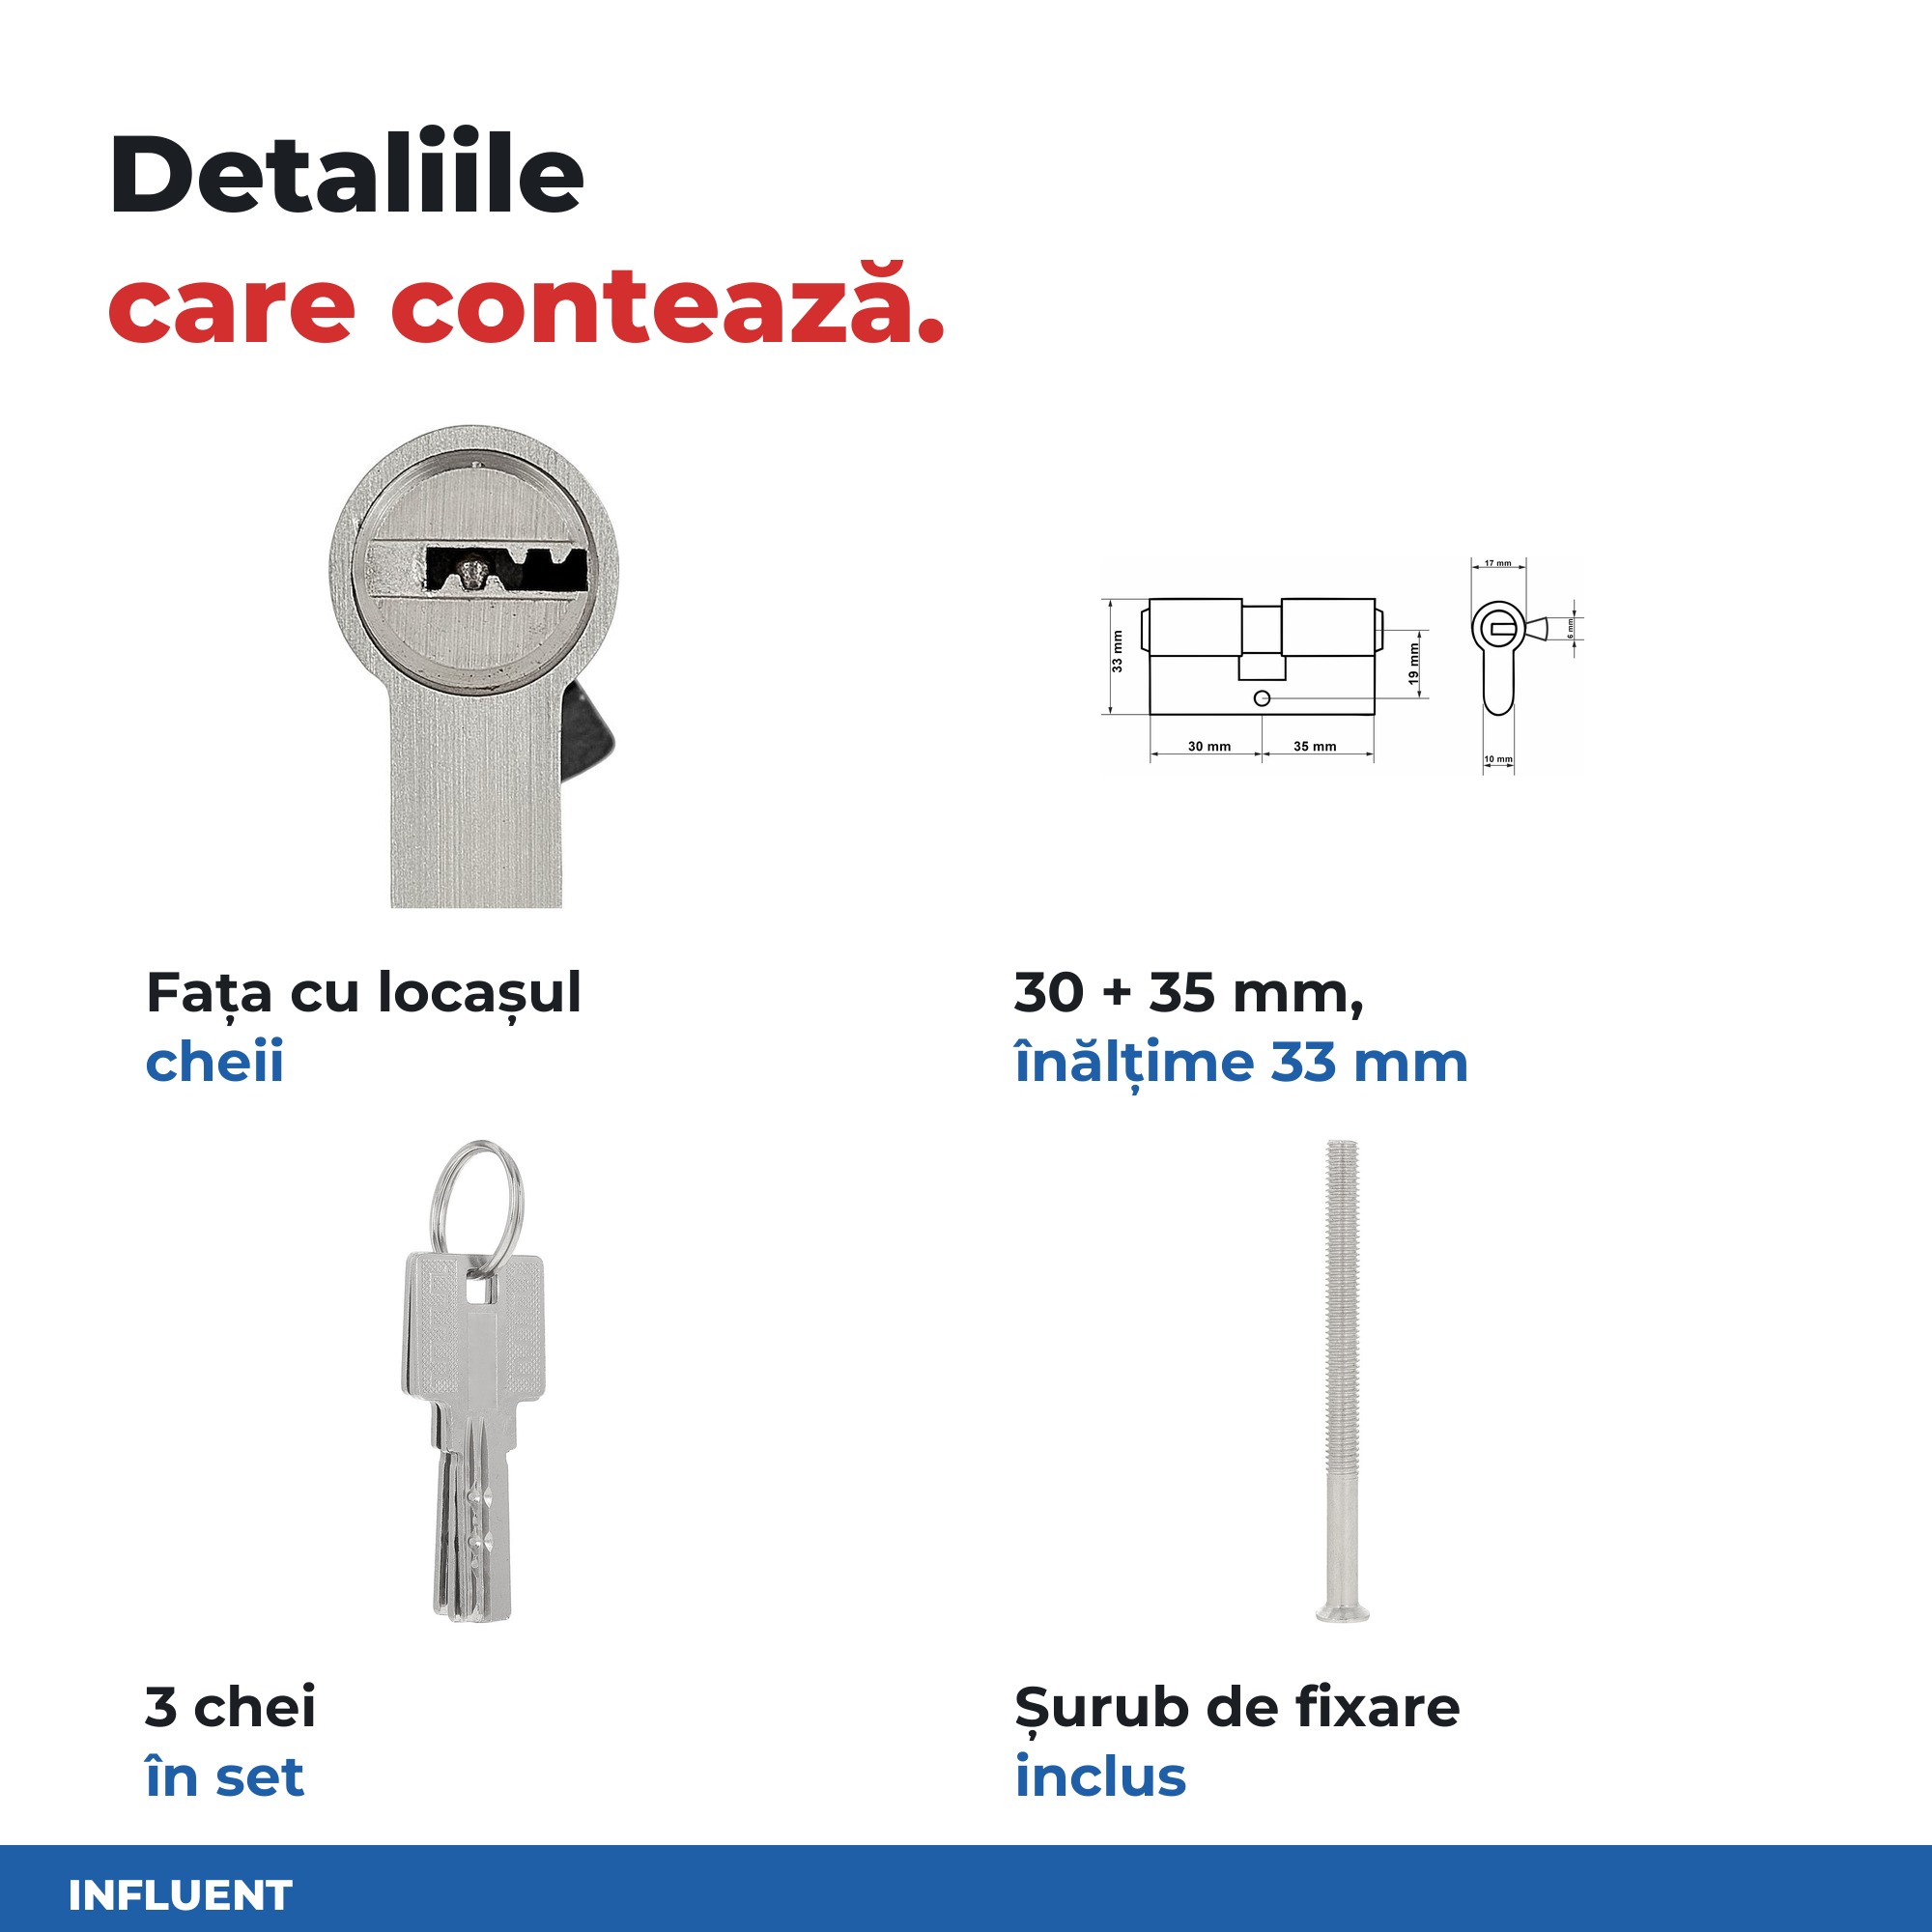 Detaliile
care contează.
17 mm
6 mm
33 mm
19 mm
30 mm
35 mm
10 mm
Fața cu locașul
cheii
30 + 35 mm,
înălțime 33 mm
3 chei
în set
Șurub de fixare
inclus
INFLUENT